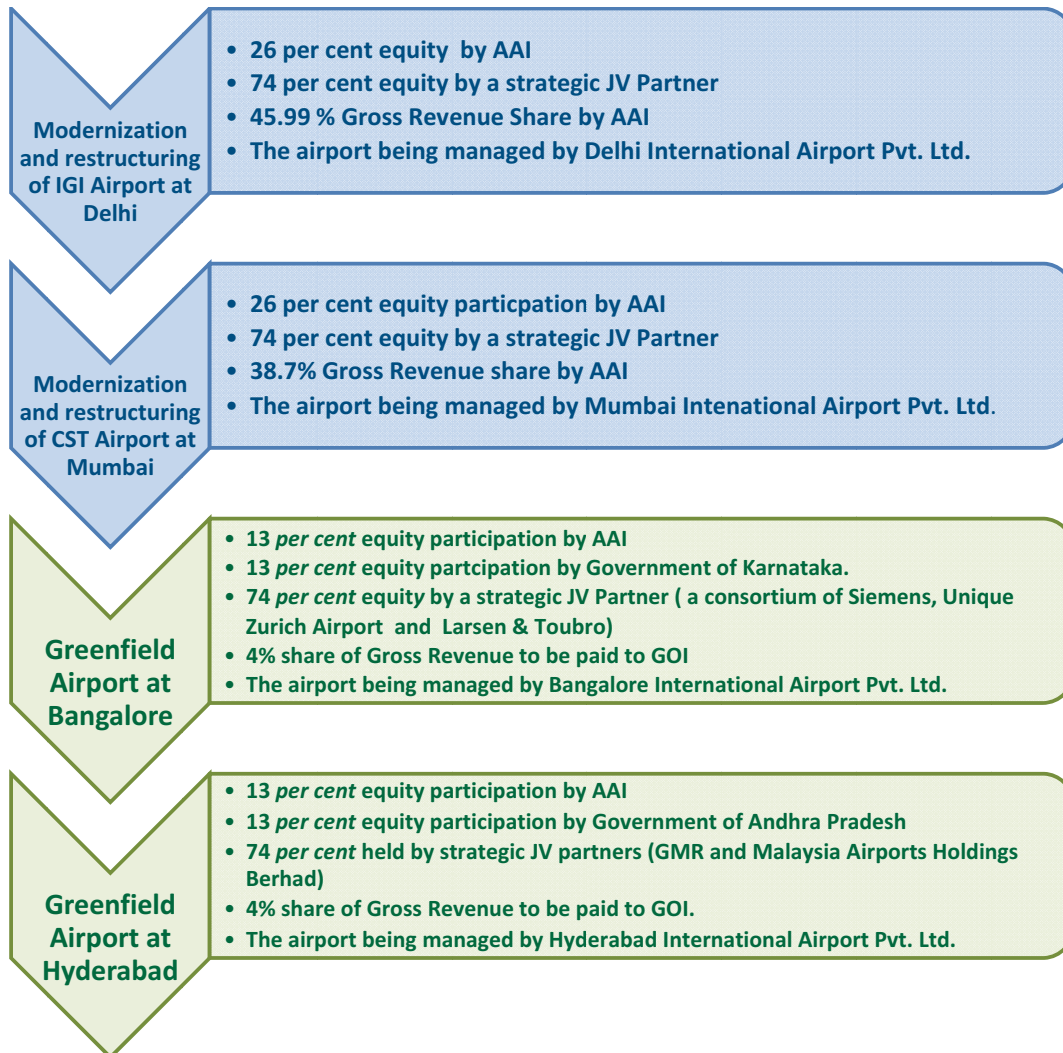 Modernization
and restructuring
of IGI Airport at
Delhi
• 26 per cent equity by AAI
• 74 per cent equity by a strategic JV Partner
• 45.99 % Gross Revenue Share by AAI
• The airport being managed by Delhi International Airport Pvt. Ltd.
Modernization
and restructuring
of CST Airport at
Mumbai
• 26 per cent equity particpation by AAI
• 74 per cent equity by a strategic JV Partner
• 38.7% Gross Revenue share by AAI
• The airport being managed by Mumbai Intenational Airport Pvt. Ltd.
Greenfield
Airport at
Bangalore
• 13 per cent equity participation by AAI
• 13 per cent equity partcipation by Government of Karnataka.
• 74 per cent equity by a strategic JV Partner ( a consortium of Siemens, Unique
Zurich Airport and Larsen & Toubro)
• 4% share of Gross Revenue to be paid to GOI
• The airport being managed by Bangalore International Airport Pvt. Ltd.
Greenfield
Airport at
Hyderabad
• 13 per cent equity participation by AAI
• 13 per cent equity participation by Government of Andhra Pradesh
• 74 per cent held by strategic JV partners (GMR and Malaysia Airports Holdings
Berhad)
• 4% share of Gross Revenue to be paid to GOI.
• The airport being managed by Hyderabad International Airport Pvt. Ltd.